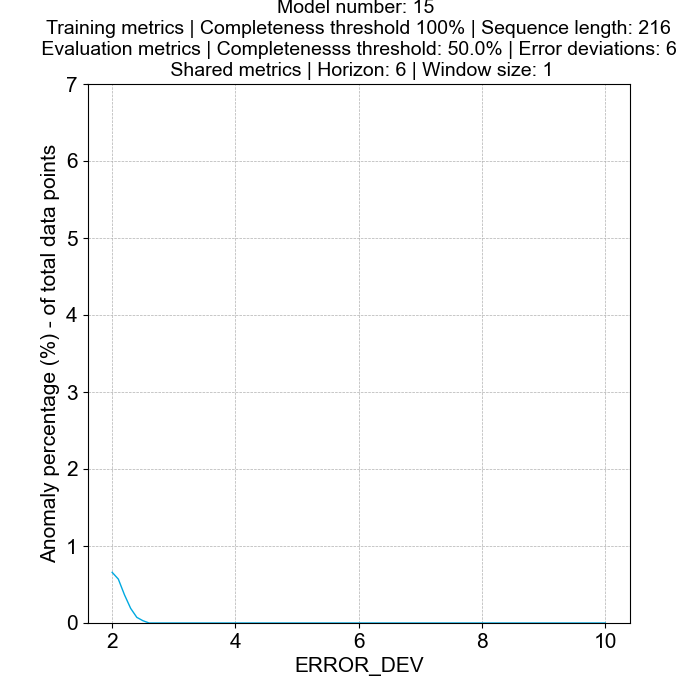 Model number: 15
Training metrics | Completeness threshold 100% | Sequence length: 216
Evaluation metrics | Completenesss threshold: 50.0% | Error deviations: 6
Shared metrics | Horizon: 6 | Window size: 1
7
6
5
4
3
2
1
0
Anomaly percentage (%) - of total data points
2 4 6 8 10
ERROR_DEV